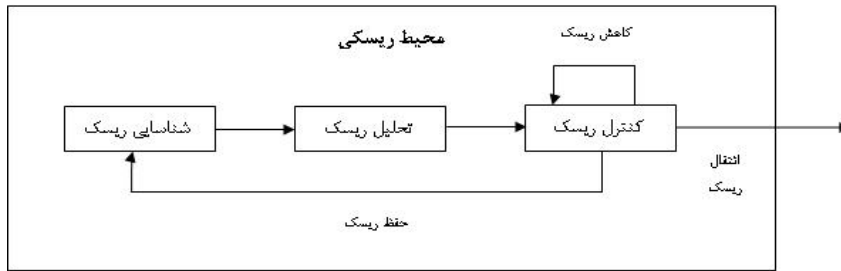 محیط ریسکی
کاهش ریسک
شناسایی ریسک
تحلیل ریسک
کنترل ریسک
انتقال
ریسک
حفظ ریسک